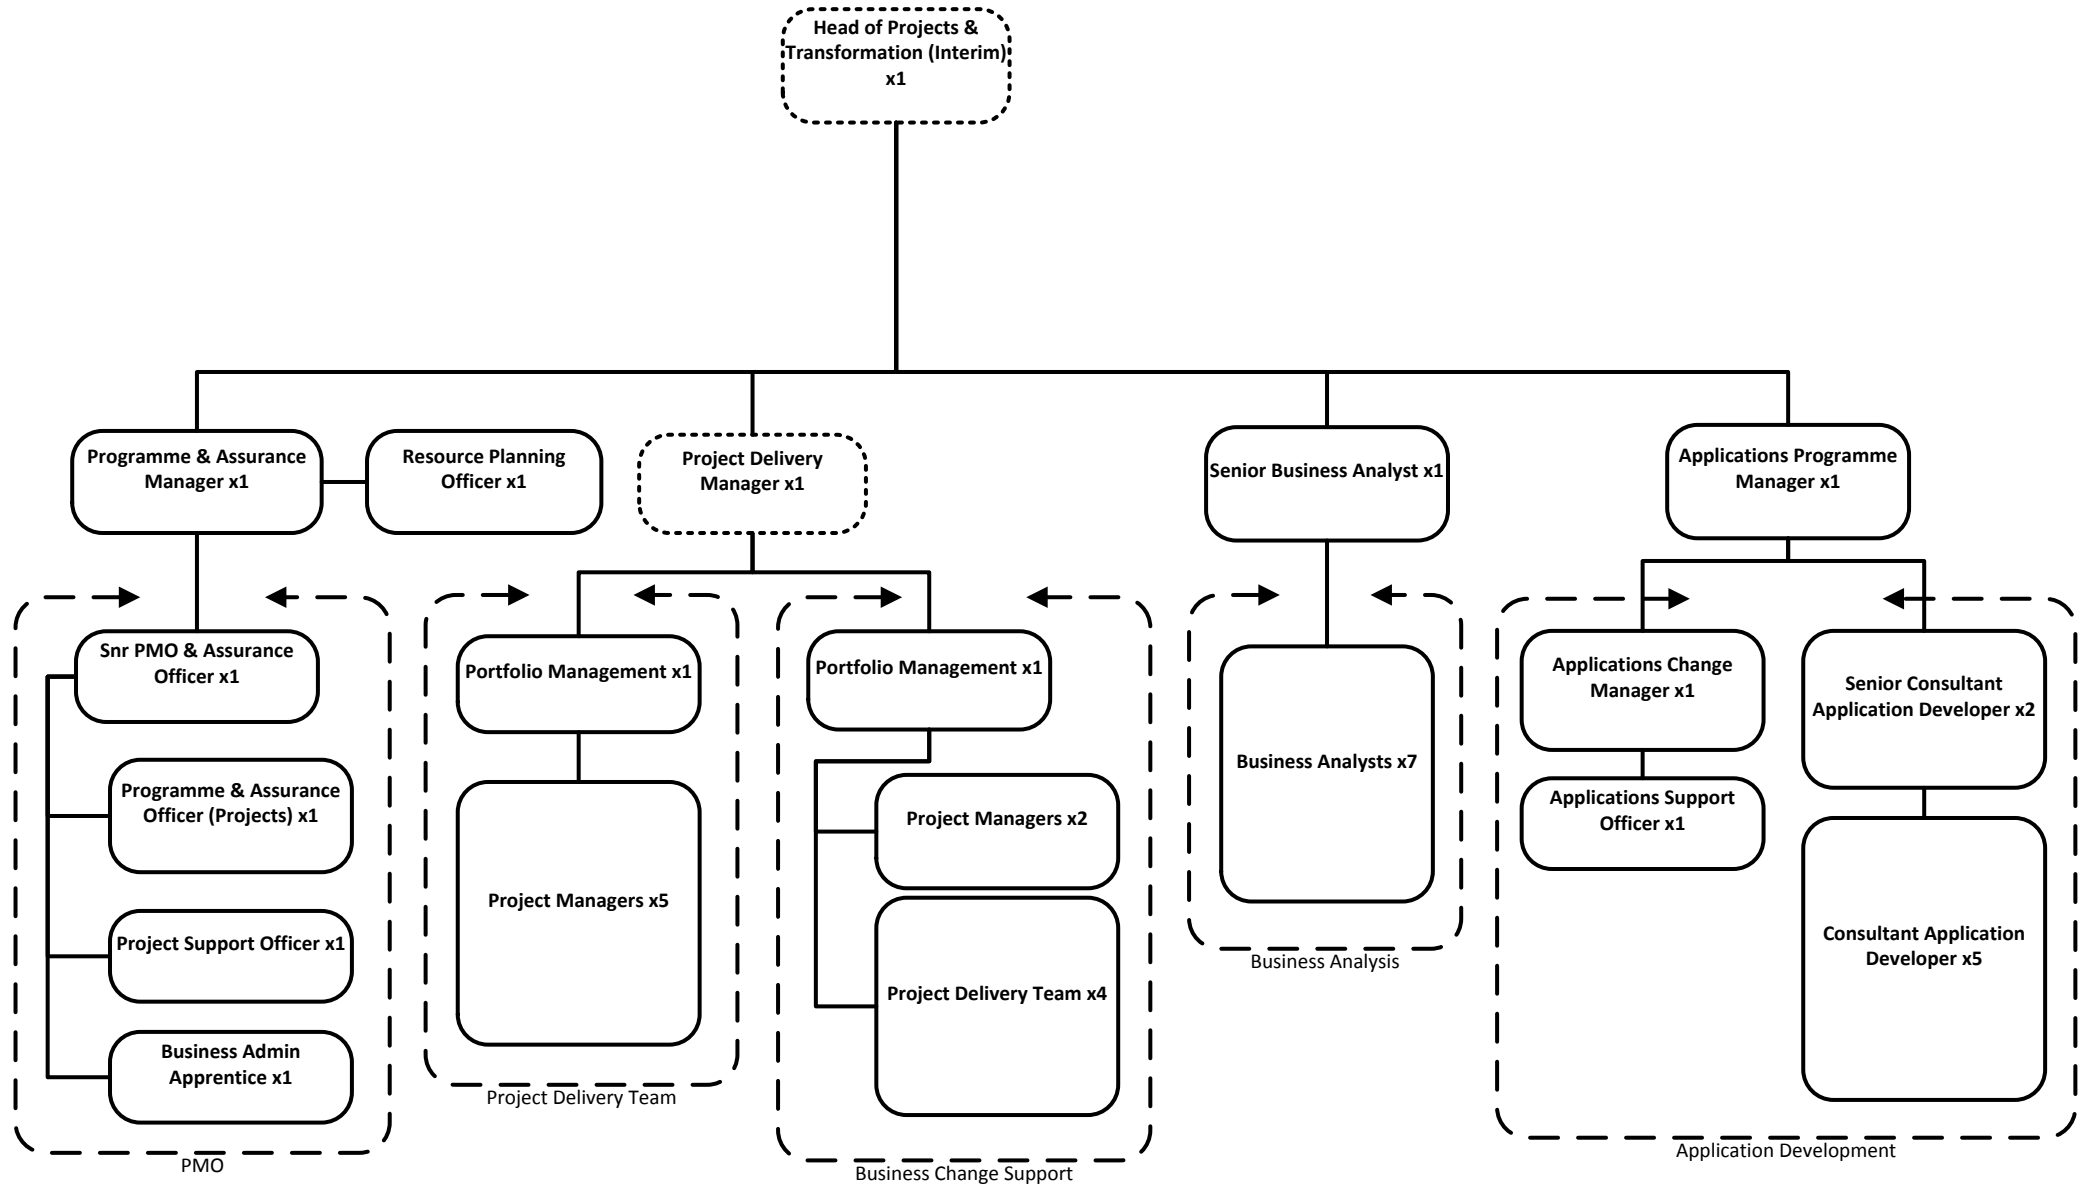 Head of Projects &
Transformation (Interim)
x1
Programme & Assurance
Manager x1
Resource Planning
Officer x1
Project Delivery
Manager x1
Senior Business Analyst x1
Applications Programme
Manager x1
Snr PMO & Assurance
Officer x1
Programme & Assurance
Officer (Projects) x1
Project Support Officer x1
Business Admin
Apprentice x1
PMO
Portfolio Management x1
Project Managers x5
Project Delivery Team
Portfolio Management x1
Project Managers x2
Project Delivery Team x4
Business Change Support
Business Analysts x7
Business Analysis
Applications Change
Manager x1
Applications Support
Officer x1
Senior Consultant
Application Developer x2
Consultant Application
Developer x5
Application Development